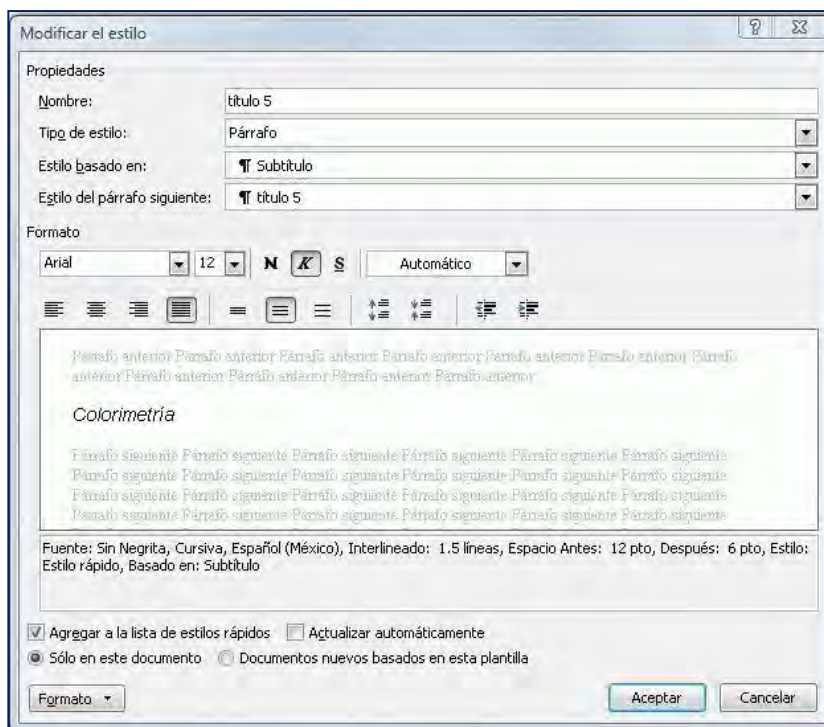 Modificar el estilo
Propiedades
Nombre: título 5
Tipo de estilo: Párrafo
Estilo basado en: ¶ Subtítulo
Estilo del párrafo siguiente: ¶ título 5
Formato
Arial 12 N K S Automático
Párrafo anterior Párrafo anterior Párrafo anterior Párrafo anterior Párrafo anterior Párrafo anterior Párrafo
anterior Párrafo anterior Párrafo anterior Párrafo anterior Párrafo anterior
Colorimetría
Párrafo siguiente Párrafo siguiente Párrafo siguiente Párrafo siguiente Párrafo siguiente Párrafo siguiente
Párrafo siguiente Párrafo siguiente Párrafo siguiente Párrafo siguiente Párrafo siguiente Párrafo siguiente
Párrafo siguiente Párrafo siguiente Párrafo siguiente Párrafo siguiente Párrafo siguiente Párrafo siguiente
Párrafo siguiente Párrafo siguiente Párrafo siguiente Párrafo siguiente Párrafo siguiente Párrafo siguiente
Fuente: Sin Negrita, Cursiva, Español (México), Interlineado: 1.5 líneas, Espacio Antes: 12 pto, Después: 6 pto, Estilo:
Estilo rápido, Basado en: Subtítulo
Agregar a la lista de estilos rápidos Actualizar automáticamente
Sólo en este documento Documentos nuevos basados en esta plantilla
Formato Aceptar Cancelar